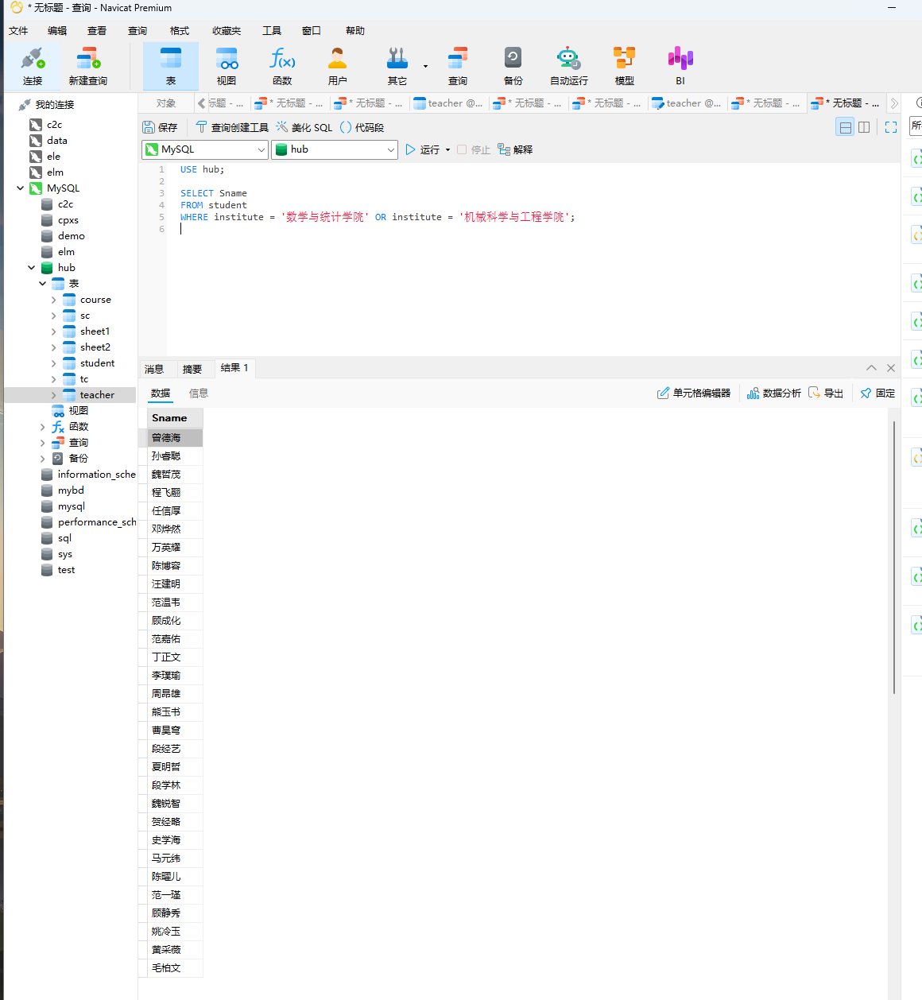 * 无标题 - 查询 - Navicat Premium
文件 编辑 查看 查询 格式 收藏夹 工具 窗口 帮助
连接 新建查询 表 视图 函数 用户 其它 查询 备份 自动运行 模型 BI
我的连接
c2c
data
ele
elm
MySQL
c2c
cpxs
demo
elm
hub
表
course
sc
sheet1
sheet2
student
tc
teacher
视图
函数
查询
备份
information_sche
mybd
mysql
performance_sch
sql
sys
test
对象 标题 - ... * 无标题 - ... * 无标题 - ... teacher @... * 无标题 - ... * 无标题 - ... teacher @... * 无标题 - ... * 无标题 - ...
保存 查询创建工具 美化 SQL () 代码段
MySQL hub 运行 停止 解释
所
1 USE hub;
2
3 SELECT Sname
4 FROM student
5 WHERE institute = '数学与统计学院' OR institute = '机械科学与工程学院';
6
消息 摘要 结果 1
数据 信息 单元格编辑器 数据分析 导出 固定
Sname
曾德海
孙睿聪
魏哲茂
程飞翮
任信厚
邓烨然
万英耀
陈博容
汪建明
范温韦
顾成化
范嘉佑
丁正文
李璞瑜
周昂雄
熊玉书
曹昊穹
段经艺
夏明哲
段学林
魏锐智
贺经略
史学海
马元纬
陈曜儿
范一瑾
顾静秀
姚冷玉
黄采薇
毛柏文